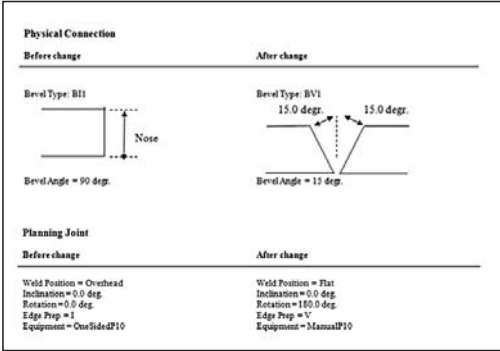 Physical Connection
Before change After change
Bevel Type: BI1 Bevel Type: BV1
15.0 degr. 15.0 degr.
Nose
Bevel Angle = 90 degr. Bevel Angle = 15 degr.
Planning Joint
Before change After change
Weld Position = Overhead Weld Position = Flat
Inclination = 0.0 deg. Inclination = 0.0 deg.
Rotation = 0.0 deg. Rotation = 180.0 deg.
Edge Prep = I Edge Prep = V
Equipment = OneSidedP10 Equipment = ManualP10